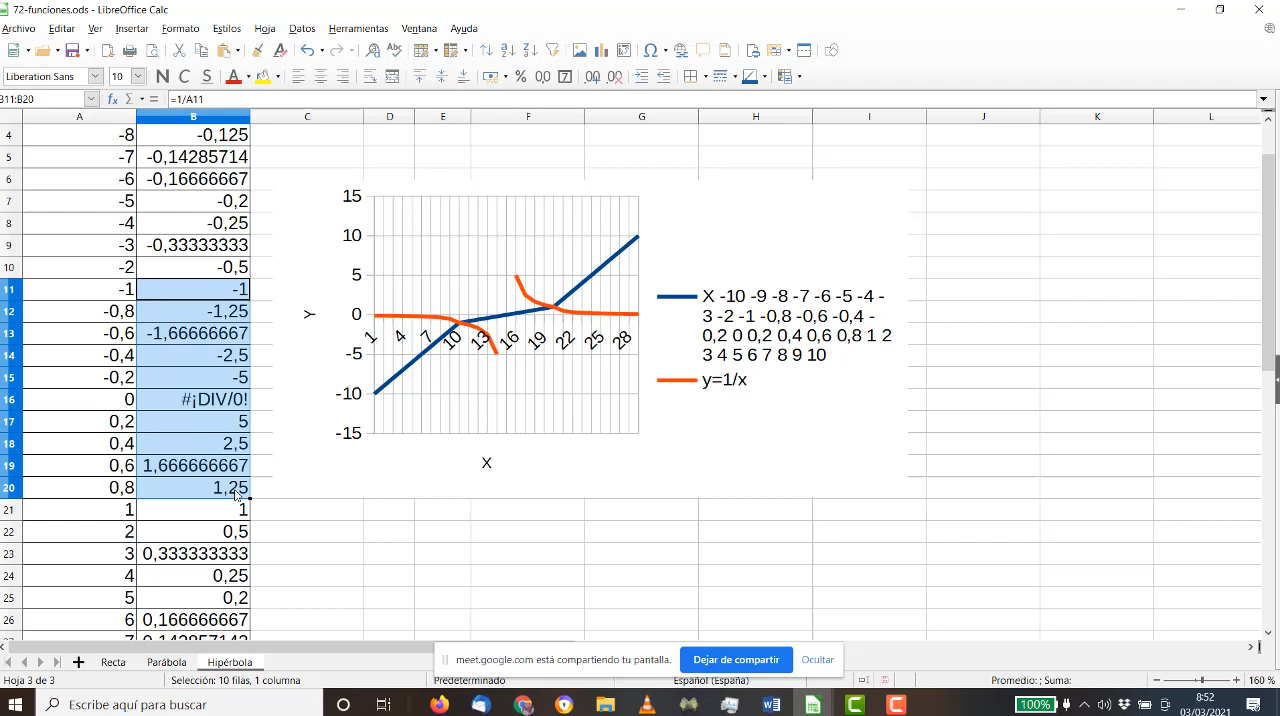 72-funciones.ods - LibreOffice Calc
Archivo Editar Ver Insertar Formato Estilos Hoja Datos Herramientas Ventana Ayuda
Liberation Sans 10 N C S A % 0,0 7
B11:B20 fx Σ = =1/A11
A B C D E F G H I J K L
4 -8 -0,125
5 -7 -0,14285714
6 -6 -0,16666667
7 -5 -0,2
8 -4 -0,25
9 -3 -0,33333333
10 -2 -0,5
11 -1 -1
12 -0,8 -1,25
13 -0,6 -1,66666667
14 -0,4 -2,5
15 -0,2 -5
16 0 #¡DIV/0!
17 0,2 5
18 0,4 2,5
19 0,6 1,666666667
20 0,8 1,25
21 1 1
22 2 0,5
23 3 0,333333333
24 4 0,25
25 5 0,2
26 6 0,166666667
7 0,142857143
15
10
5
0
-5
-10
-15
Y
1 4 7 10 13 16 19 22 25 28
X
X -10 -9 -8 -7 -6 -5 -4 -
3 -2 -1 -0,8 -0,6 -0,4 -
0,2 0 0,2 0,4 0,6 0,8 1 2
3 4 5 6 7 8 9 10
y=1/x
Recta Parábola Hipérbola
meet.google.com está compartiendo tu pantalla. Dejar de compartir Ocultar
Hoja 3 de 3 Selección: 10 filas, 1 columna Predeterminado Español (España) Promedio: ; Suma: 160 %
Escribe aquí para buscar
100%
8:52
03/03/2021